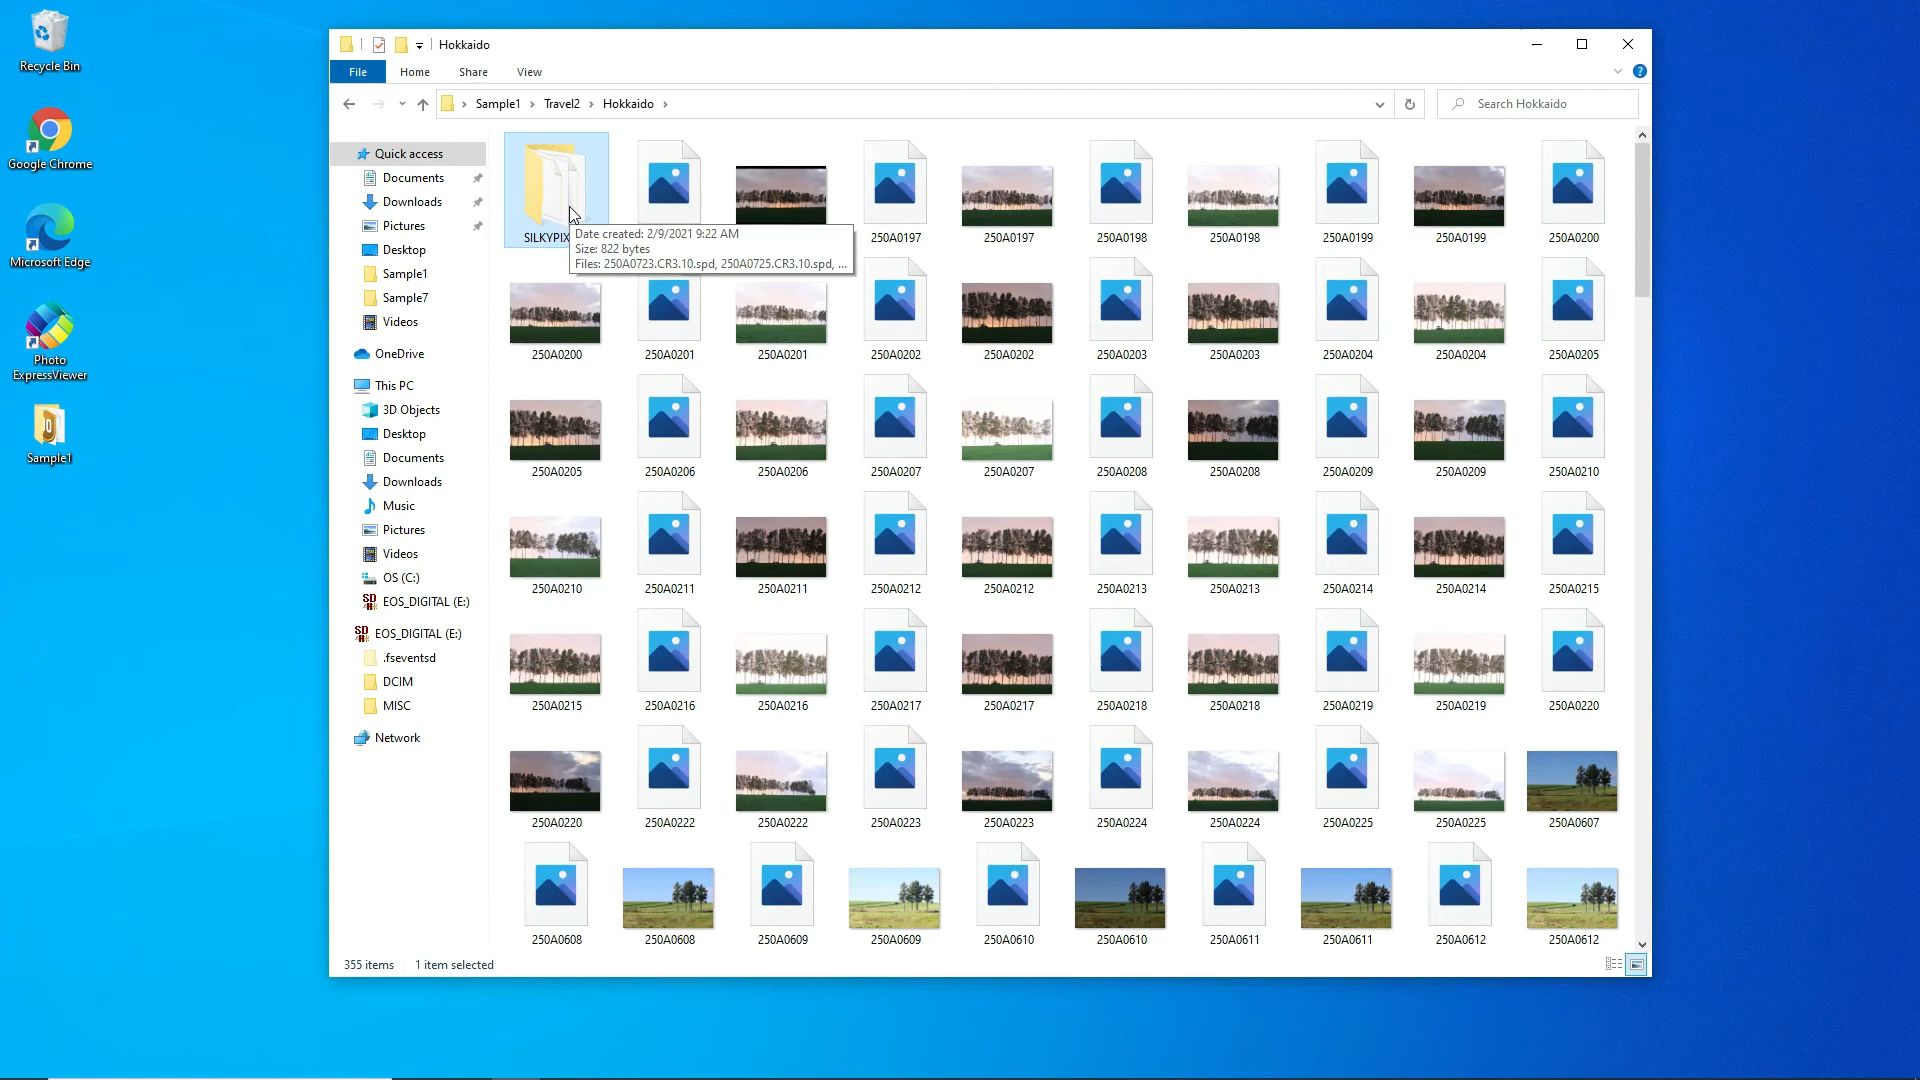 Recycle Bin
Google Chrome
Microsoft Edge
Photo
ExpressViewer
Sample1
Hokkaido
File Home Share View
Sample1 Travel2 Hokkaido
Search Hokkaido
Quick access
Documents
Downloads
Pictures
Desktop
Sample1
Sample7
Videos
OneDrive
This PC
3D Objects
Desktop
Documents
Downloads
Music
Pictures
Videos
OS (C:)
EOS_DIGITAL (E:)
EOS_DIGITAL (E:)
.fseventsd
DCIM
MISC
Network
SILKYPIX 250A0197 250A0197 250A0198 250A0198 250A0199 250A0199 250A0200
Date created: 2/9/2021 9:22 AM
Size: 822 bytes
Files: 250A0723.CR3.10.spd, 250A0725.CR3.10.spd, ...
250A0200 250A0201 250A0201 250A0202 250A0202 250A0203 250A0203 250A0204 250A0204 250A0205
250A0205 250A0206 250A0206 250A0207 250A0207 250A0208 250A0208 250A0209 250A0209 250A0210
250A0210 250A0211 250A0211 250A0212 250A0212 250A0213 250A0213 250A0214 250A0214 250A0215
250A0215 250A0216 250A0216 250A0217 250A0217 250A0218 250A0218 250A0219 250A0219 250A0220
250A0220 250A0222 250A0222 250A0223 250A0223 250A0224 250A0224 250A0225 250A0225 250A0607
250A0608 250A0608 250A0609 250A0609 250A0610 250A0610 250A0611 250A0611 250A0612 250A0612
355 items 1 item selected